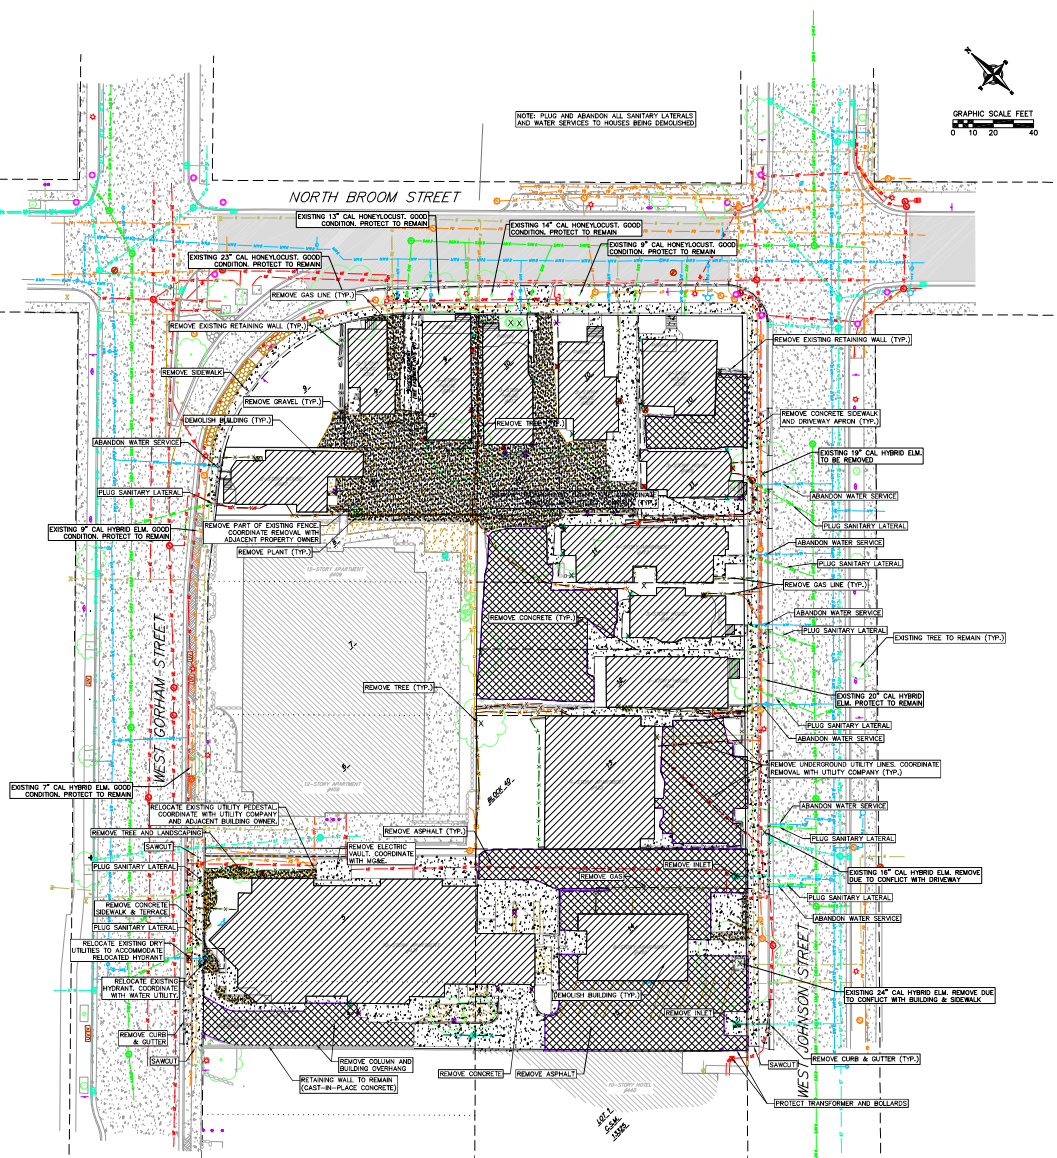 NOTE: PLUG AND ABANDON ALL SANITARY LATERALS
AND WATER SERVICES TO HOUSES BEING DEMOLISHED
GRAPHIC SCALE FEET
0 10 20 40
NORTH BROOM STREET
EXISTING 13" CAL HONEYLOCUST. GOOD
CONDITION. PROTECT TO REMAIN
EXISTING 14" CAL HONEYLOCUST. GOOD
CONDITION. PROTECT TO REMAIN
EXISTING 9" CAL HONEYLOCUST. GOOD
CONDITION. PROTECT TO REMAIN
EXISTING 23" CAL HONEYLOCUST. GOOD
CONDITION. PROTECT TO REMAIN
REMOVE GAS LINE (TYP.)
REMOVE EXISTING RETAINING WALL (TYP.)
REMOVE EXISTING RETAINING WALL (TYP.)
REMOVE SIDEWALK
REMOVE GRAVEL (TYP.)
DEMOLISH BUILDING (TYP.)
REMOVE CONCRETE SIDEWALK
AND DRIVEWAY APRON (TYP.)
ABANDON WATER SERVICE
EXISTING 19" CAL HYBRID ELM.
TO BE REMOVED
PLUG SANITARY LATERAL
ABANDON WATER SERVICE
EXISTING 9" CAL HYBRID ELM. GOOD
CONDITION. PROTECT TO REMAIN
REMOVE PART OF EXISTING FENCE.
COORDINATE REMOVAL WITH
ADJACENT PROPERTY OWNER
PLUG SANITARY LATERAL
REMOVE PLANT (TYP.)
ABANDON WATER SERVICE
PLUG SANITARY LATERAL
12-STORY APARTMENT
REMOVE GAS LINE (TYP.)
ABANDON WATER SERVICE
REMOVE CONCRETE (TYP.)
PLUG SANITARY LATERAL
EXISTING TREE TO REMAIN (TYP.)
WEST GORHAM STREET
REMOVE TREE (TYP.)
EXISTING 20" CAL HYBRID
ELM. PROTECT TO REMAIN
PLUG SANITARY LATERAL
ABANDON WATER SERVICE
REMOVE UNDERGROUND UTILITY LINES. COORDINATE
REMOVAL WITH UTILITY COMPANY (TYP.)
BLOCK 40
EXISTING 7" CAL HYBRID ELM. GOOD
CONDITION. PROTECT TO REMAIN
RELOCATE EXISTING UTILITY PEDESTAL.
COORDINATE WITH UTILITY COMPANY
AND ADJACENT BUILDING OWNER.
ABANDON WATER SERVICE
REMOVE TREE AND LANDSCAPING
REMOVE ASPHALT (TYP.)
PLUG SANITARY LATERAL
SAWCUT
REMOVE ELECTRIC
VAULT. COORDINATE
WITH MG&E.
PLUG SANITARY LATERAL
REMOVE INLET
REMOVE GAS
EXISTING 16" CAL HYBRID ELM. REMOVE
DUE TO CONFLICT WITH DRIVEWAY
PLUG SANITARY LATERAL
REMOVE CONCRETE
SIDEWALK & TERRACE
ABANDON WATER SERVICE
PLUG SANITARY LATERAL
RELOCATE EXISTING DRY
UTILITIES TO ACCOMMODATE
RELOCATED HYDRANT
WEST JOHNSON STREET
RELOCATE EXISTING
HYDRANT. COORDINATE
WITH WATER UTILITY.
DEMOLISH BUILDING (TYP.)
EXISTING 24" CAL HYBRID ELM. REMOVE DUE
TO CONFLICT WITH BUILDING & SIDEWALK
REMOVE INLET
REMOVE CURB
& GUTTER
SAWCUT
REMOVE COLUMN AND
BUILDING OVERHANG
REMOVE CURB & GUTTER (TYP.)
SAWCUT
REMOVE CONCRETE
REMOVE ASPHALT
RETAINING WALL TO REMAIN
(CAST-IN-PLACE CONCRETE)
PROTECT TRANSFORMER AND BOLLARDS
LOT 1
C.S.M.